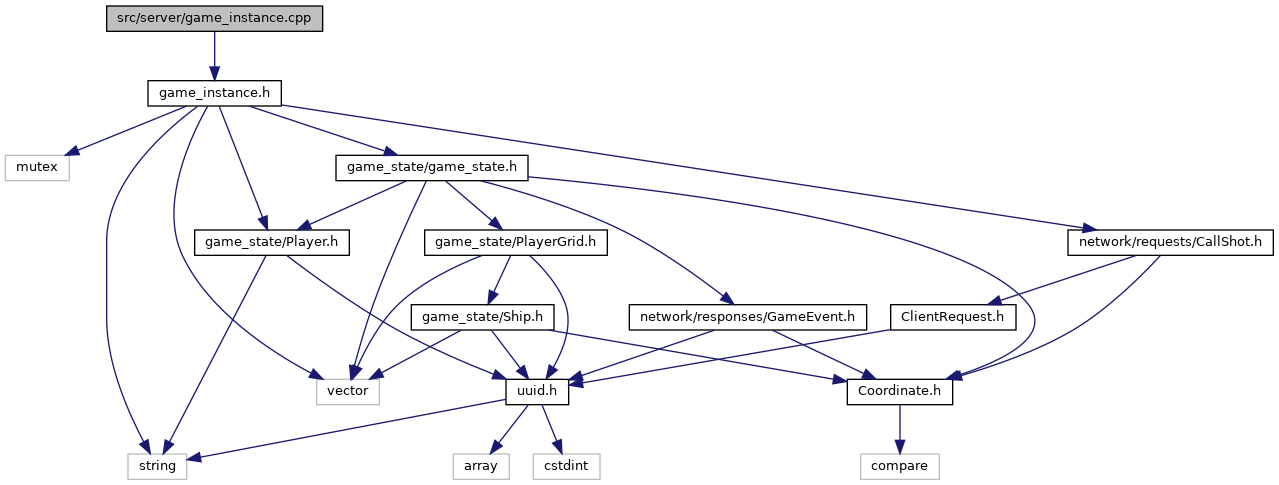 src/server/game_instance.cpp
game_instance.h
mutex
game_state/game_state.h
game_state/Player.h
game_state/PlayerGrid.h
network/requests/CallShot.h
game_state/Ship.h
network/responses/GameEvent.h
ClientRequest.h
vector
uuid.h
Coordinate.h
string
array
cstdint
compare